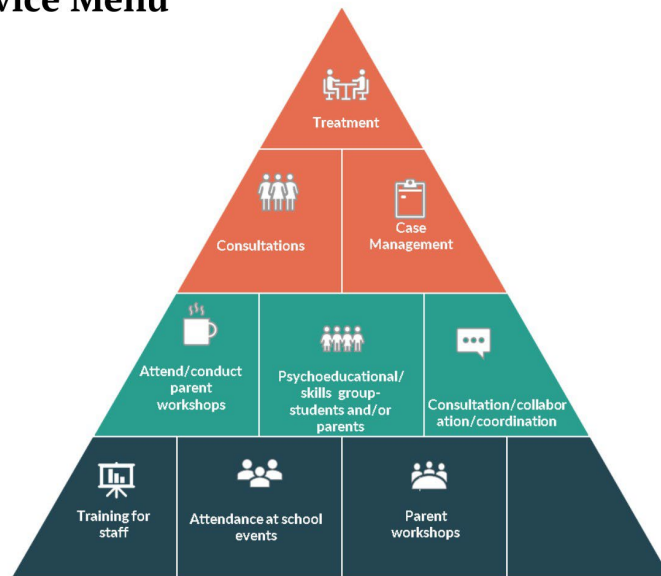 vice Menu
Treatment
Consultations
Case
Management
Attend/conduct
parent
workshops
Psychoeducational/
skills group-
students and/or
parents
Consultation/collabor
ation/coordination
Training for
staff
Attendance at school
events
Parent
workshops